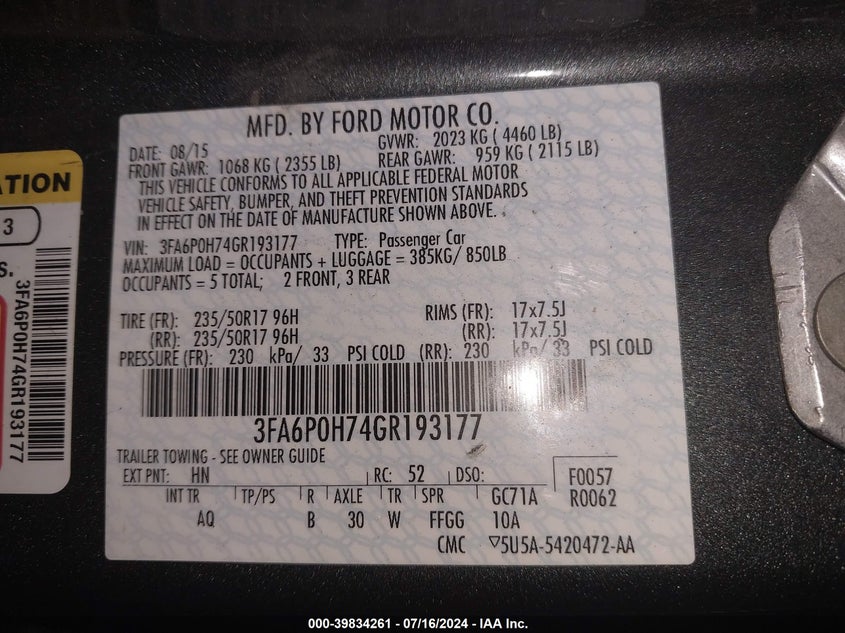 MFD. BY FORD MOTOR CO.
DATE: 08/15 GVWR: 2023 KG ( 4460 LB)
FRONT GAWR: 1068 KG ( 2355 LB) REAR GAWR: 959 KG ( 2115 LB)
THIS VEHICLE CONFORMS TO ALL APPLICABLE FEDERAL MOTOR
VEHICLE SAFETY, BUMPER, AND THEFT PREVENTION STANDARDS
IN EFFECT ON THE DATE OF MANUFACTURE SHOWN ABOVE.
VIN: 3FA6P0H74GR193177 TYPE: Passenger Car
MAXIMUM LOAD = OCCUPANTS + LUGGAGE = 385KG/ 850LB
OCCUPANTS = 5 TOTAL; 2 FRONT, 3 REAR
TIRE (FR): 235/50R17 96H RIMS (FR): 17x7.5J
(RR): 235/50R17 96H (RR): 17x7.5J
PRESSURE (FR): 230 kPa/ 33 PSI COLD (RR): 230 kPa/ 33 PSI COLD
3FA6P0H74GR193177
TRAILER TOWING - SEE OWNER GUIDE
EXT PNT: HN RC: 52 DSO: F0057
R0062
INT TR TP/PS R AXLE TR SPR GC71A
AQ B 30 W FFGG 10A
CMC ▽5U5A-5420472-AA
ATION
3
S.
3FA6P0H74GR193177
000-39834261 - 07/16/2024 - IAA Inc.